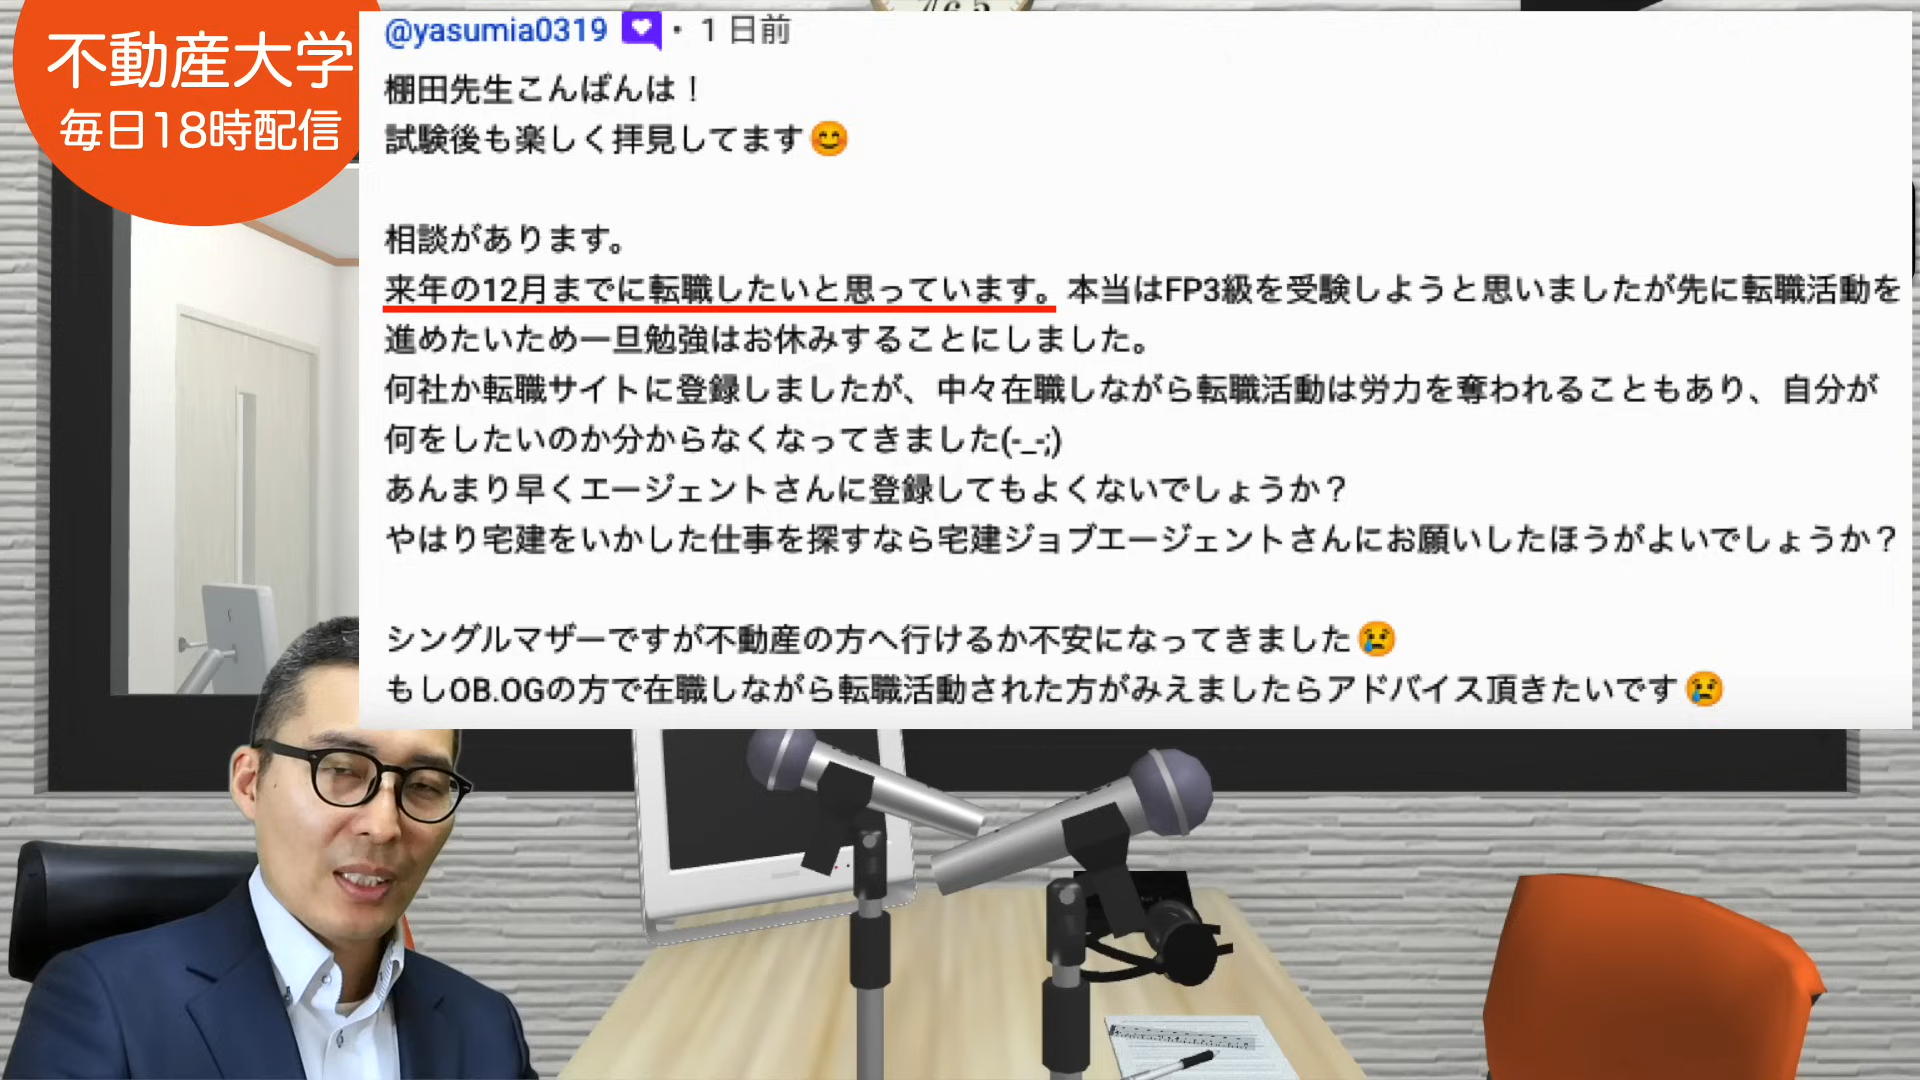 不動産大学
毎日18時配信
@yasumia0319 ・ 1 日前
棚田先生こんばんは！
試験後も楽しく拝見してます😊
相談があります。
来年の12月までに転職したいと思っています。本当はFP3級を受験しようと思いましたが先に転職活動を
進めたいため一旦勉強はお休みすることにしました。
何社か転職サイトに登録しましたが、中々在職しながら転職活動は労力を奪われることもあり、自分が
何をしたいのか分からなくなってきました(-_-;)
あんまり早くエージェントさんに登録してもよくないでしょうか？
やはり宅建をいかした仕事を探すなら宅建ジョブエージェントさんにお願いしたほうがよいでしょうか？
シングルマザーですが不動産の方へ行けるか不安になってきました😢
もしOB.OGの方で在職しながら転職活動された方がみえましたらアドバイス頂きたいです😢